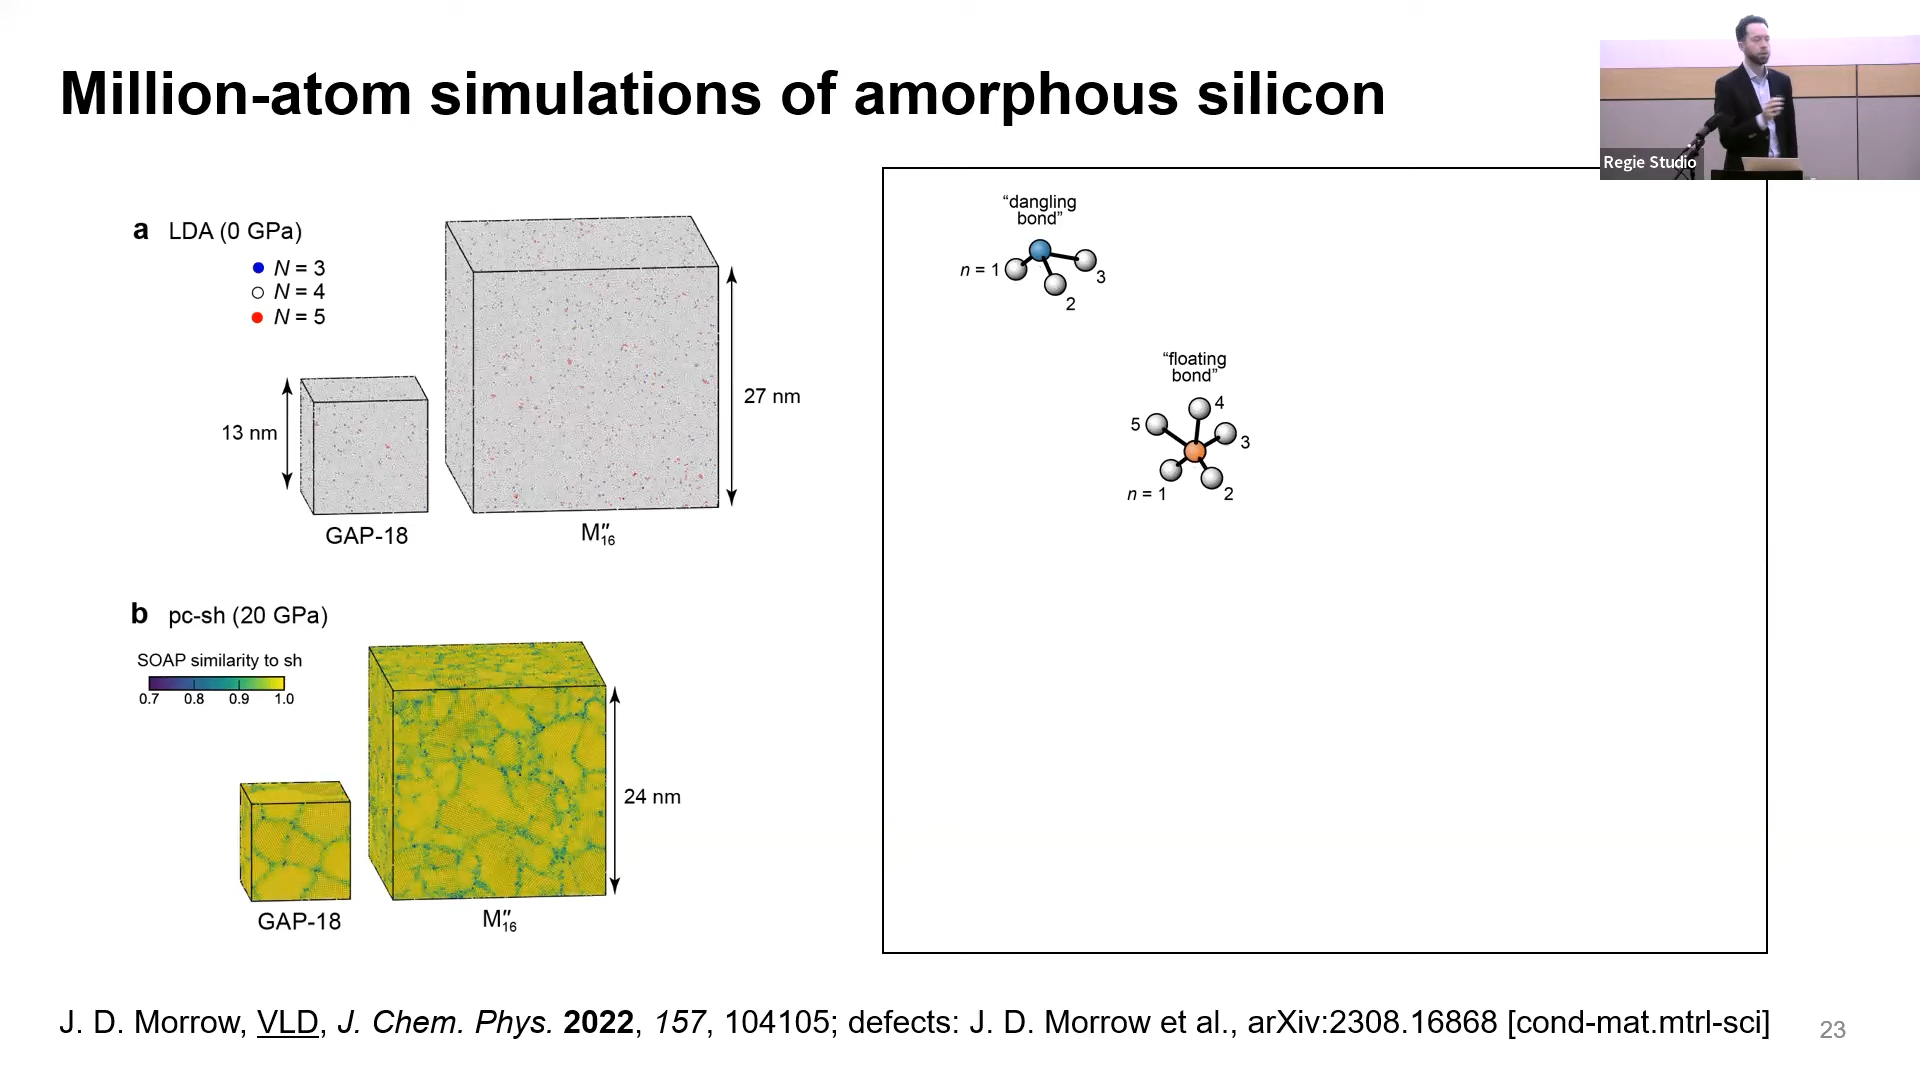 Million-atom simulations of amorphous silicon
Regie Studio
a LDA (0 GPa)
N = 3
N = 4
N = 5
13 nm
27 nm
GAP-18
M″16
b pc-sh (20 GPa)
SOAP similarity to sh
0.7 0.8 0.9 1.0
24 nm
GAP-18
M″16
“dangling
bond”
n = 1
2
3
“floating
bond”
4
5
3
n = 1
2
J. D. Morrow, VLD, J. Chem. Phys. 2022, 157, 104105; defects: J. D. Morrow et al., arXiv:2308.16868 [cond-mat.mtrl-sci]
23